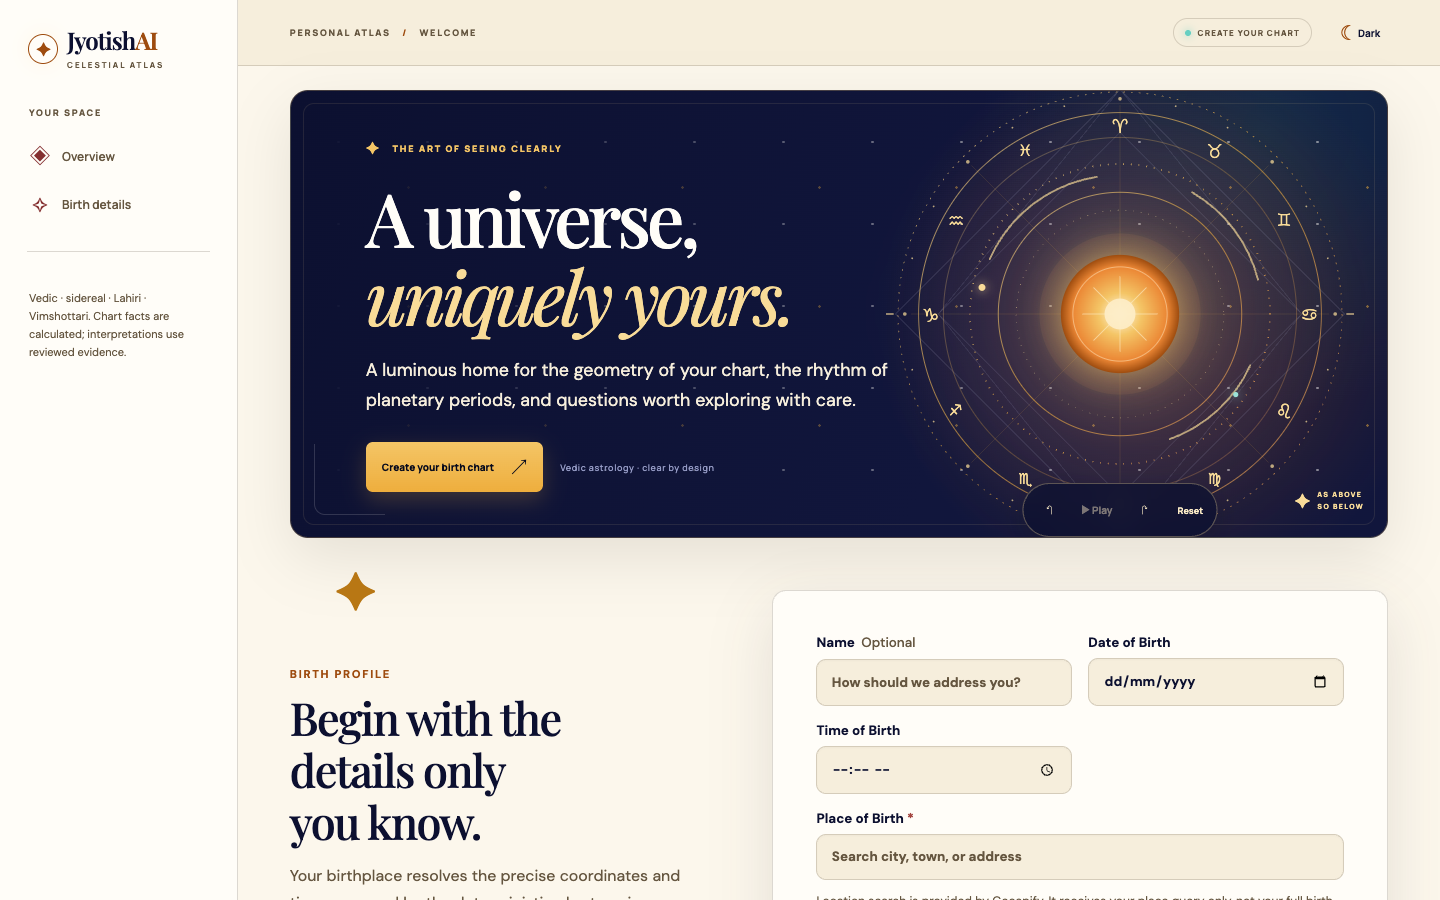 JyotishAI
CELESTIAL ATLAS
YOUR SPACE
Overview
Birth details
Vedic · sidereal · Lahiri ·
Vimshottari. Chart facts are
calculated; interpretations use
reviewed evidence.
PERSONAL ATLAS / WELCOME
CREATE YOUR CHART
Dark
THE ART OF SEEING CLEARLY
A universe,
uniquely yours.
A luminous home for the geometry of your chart, the rhythm of
planetary periods, and questions worth exploring with care.
Create your birth chart
Vedic astrology · clear by design
Play
Reset
AS ABOVE
SO BELOW
BIRTH PROFILE
Begin with the
details only
you know.
Your birthplace resolves the precise coordinates and
Name Optional
Date of Birth
How should we address you?
dd/mm/yyyy
Time of Birth
--:-- --
Place of Birth *
Search city, town, or address